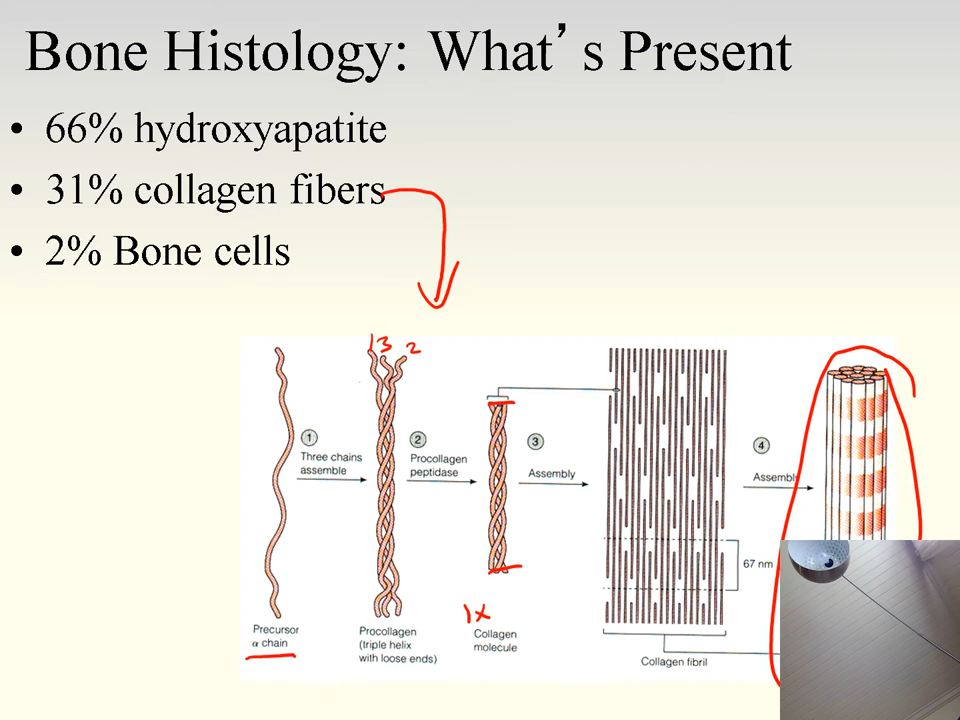 Bone Histology: What's Present
• 66% hydroxyapatite
• 31% collagen fibers
• 2% Bone cells
1 3 2
1
Three chains
assemble
2
Procollagen
peptidase
3
Assembly
4
Assembly
67 nm
1x
Precursor
α chain
Procollagen
(triple helix
with loose ends)
Collagen
molecule
Collagen fibril